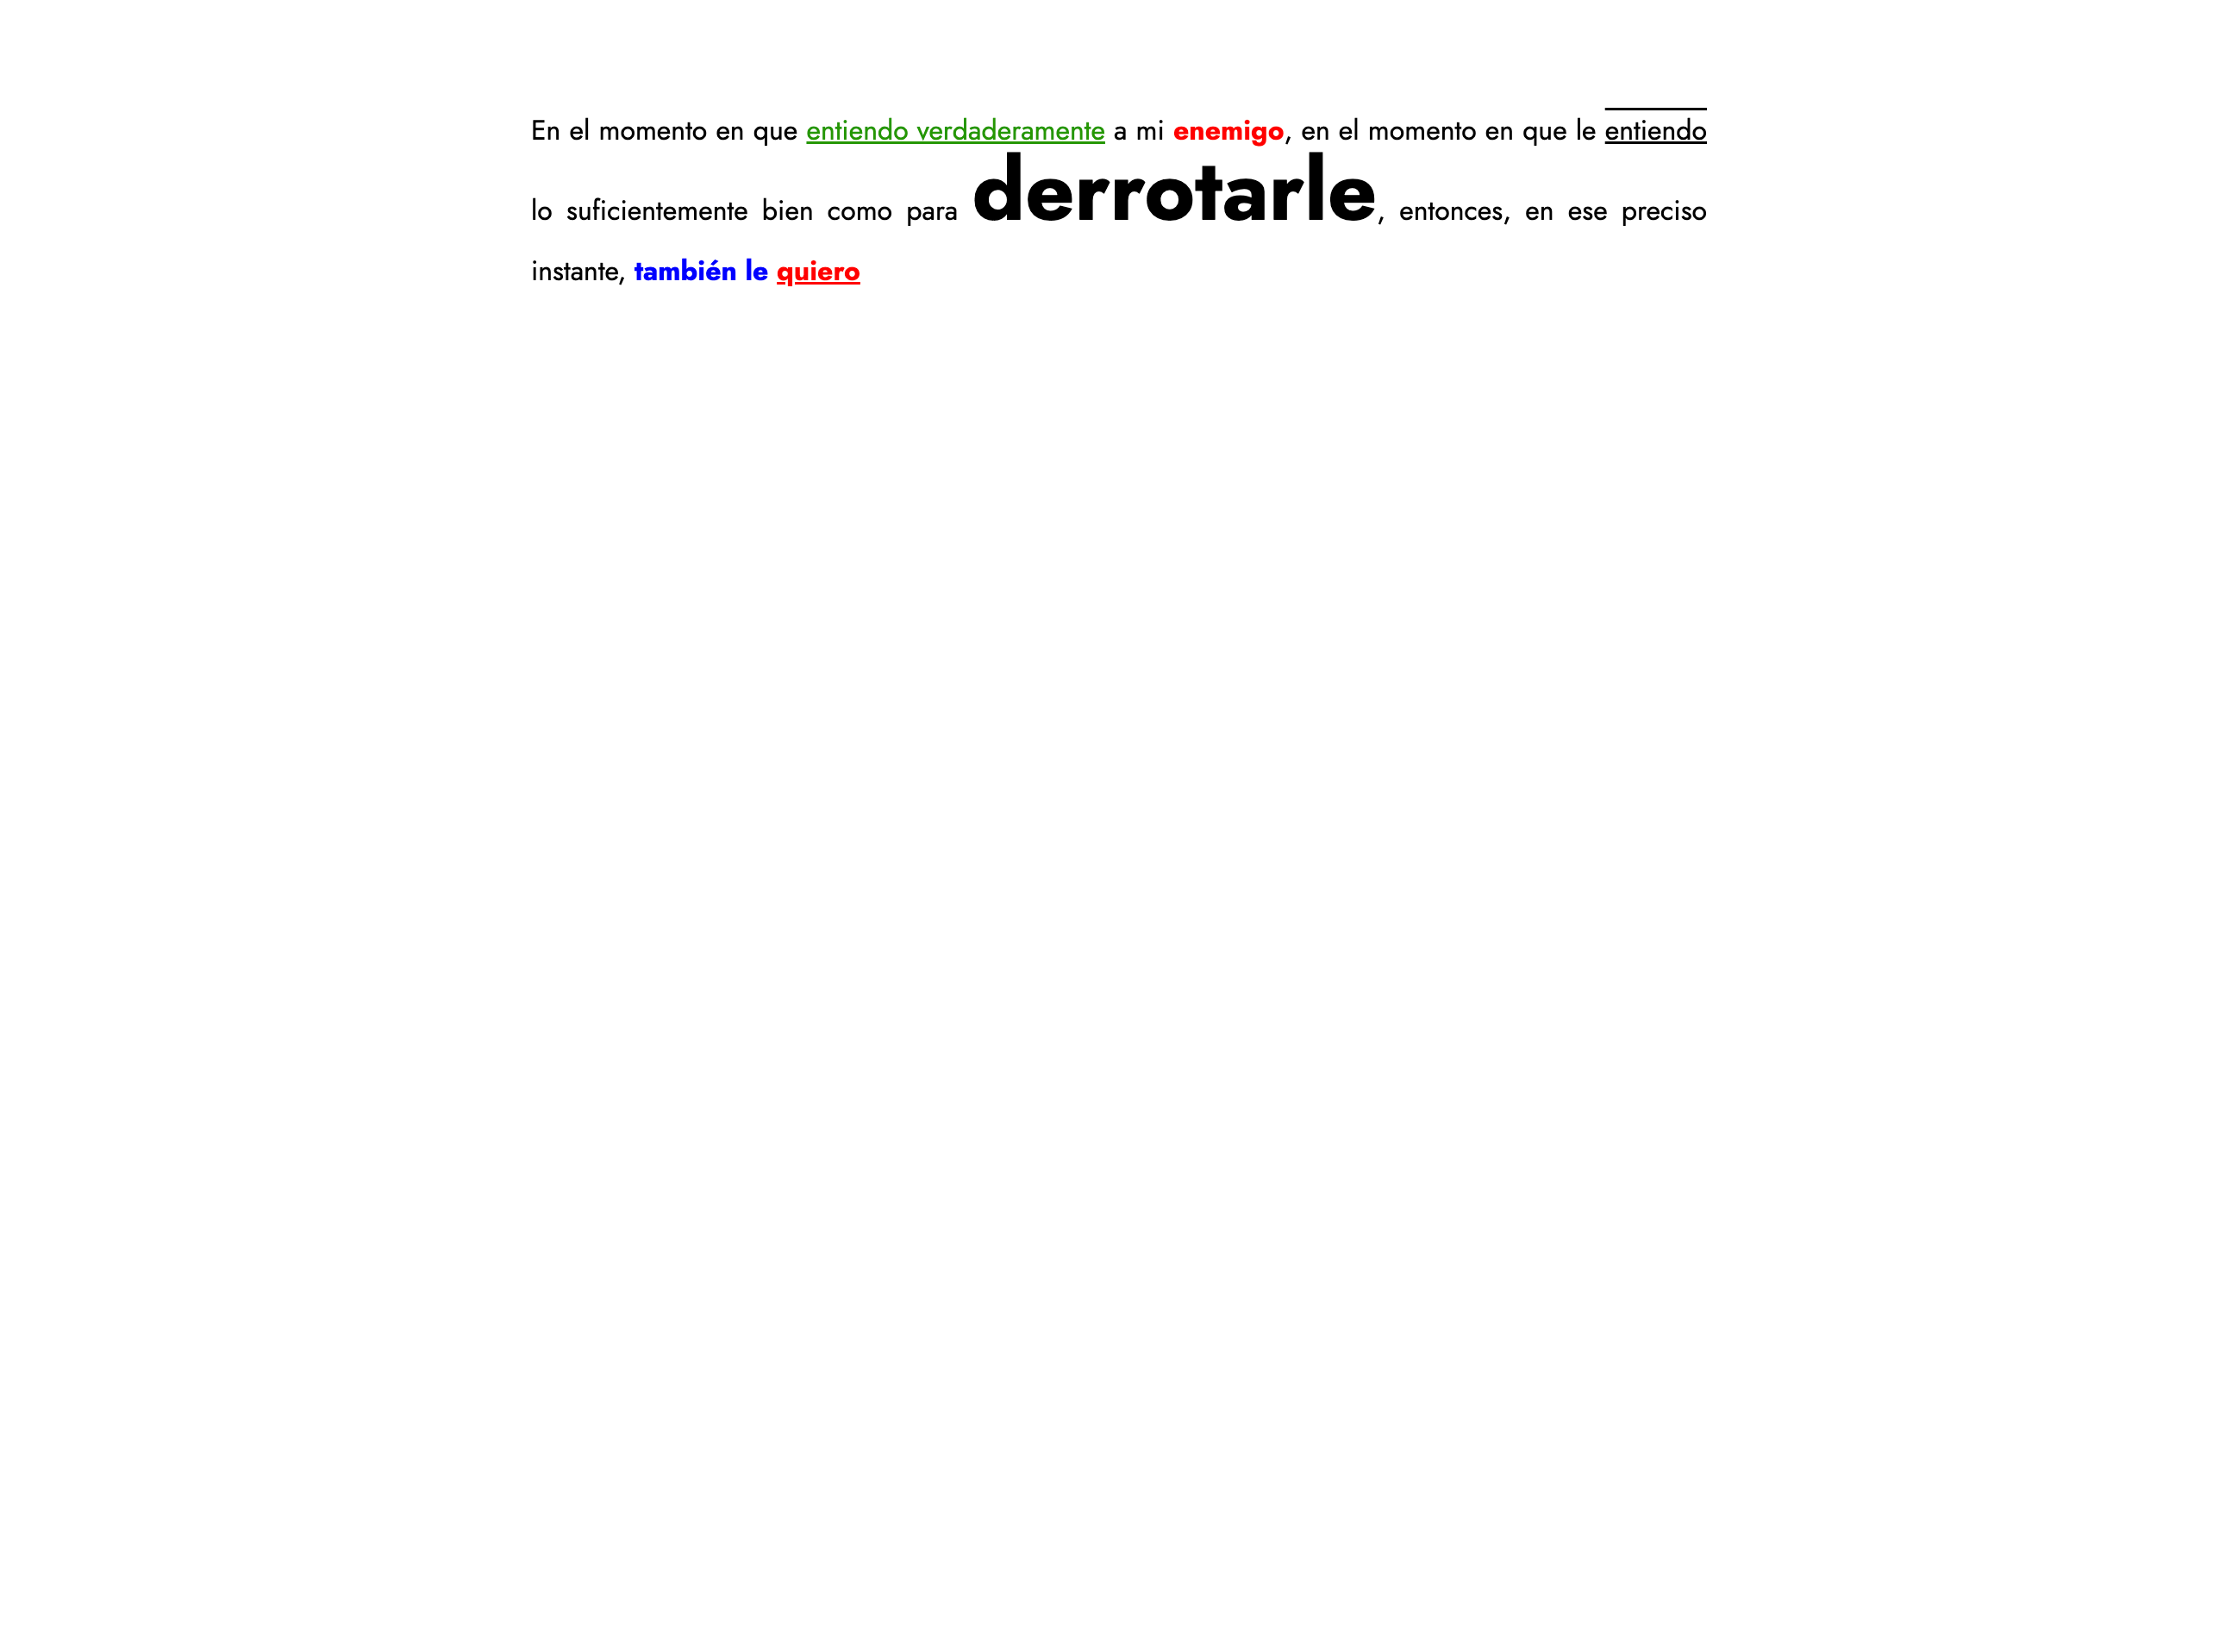 En el momento en que entiendo verdaderamente a mi enemigo, en el momento en que le entiendo
lo suficientemente bien como para derrotarle, entonces, en ese preciso
instante, también le quiero